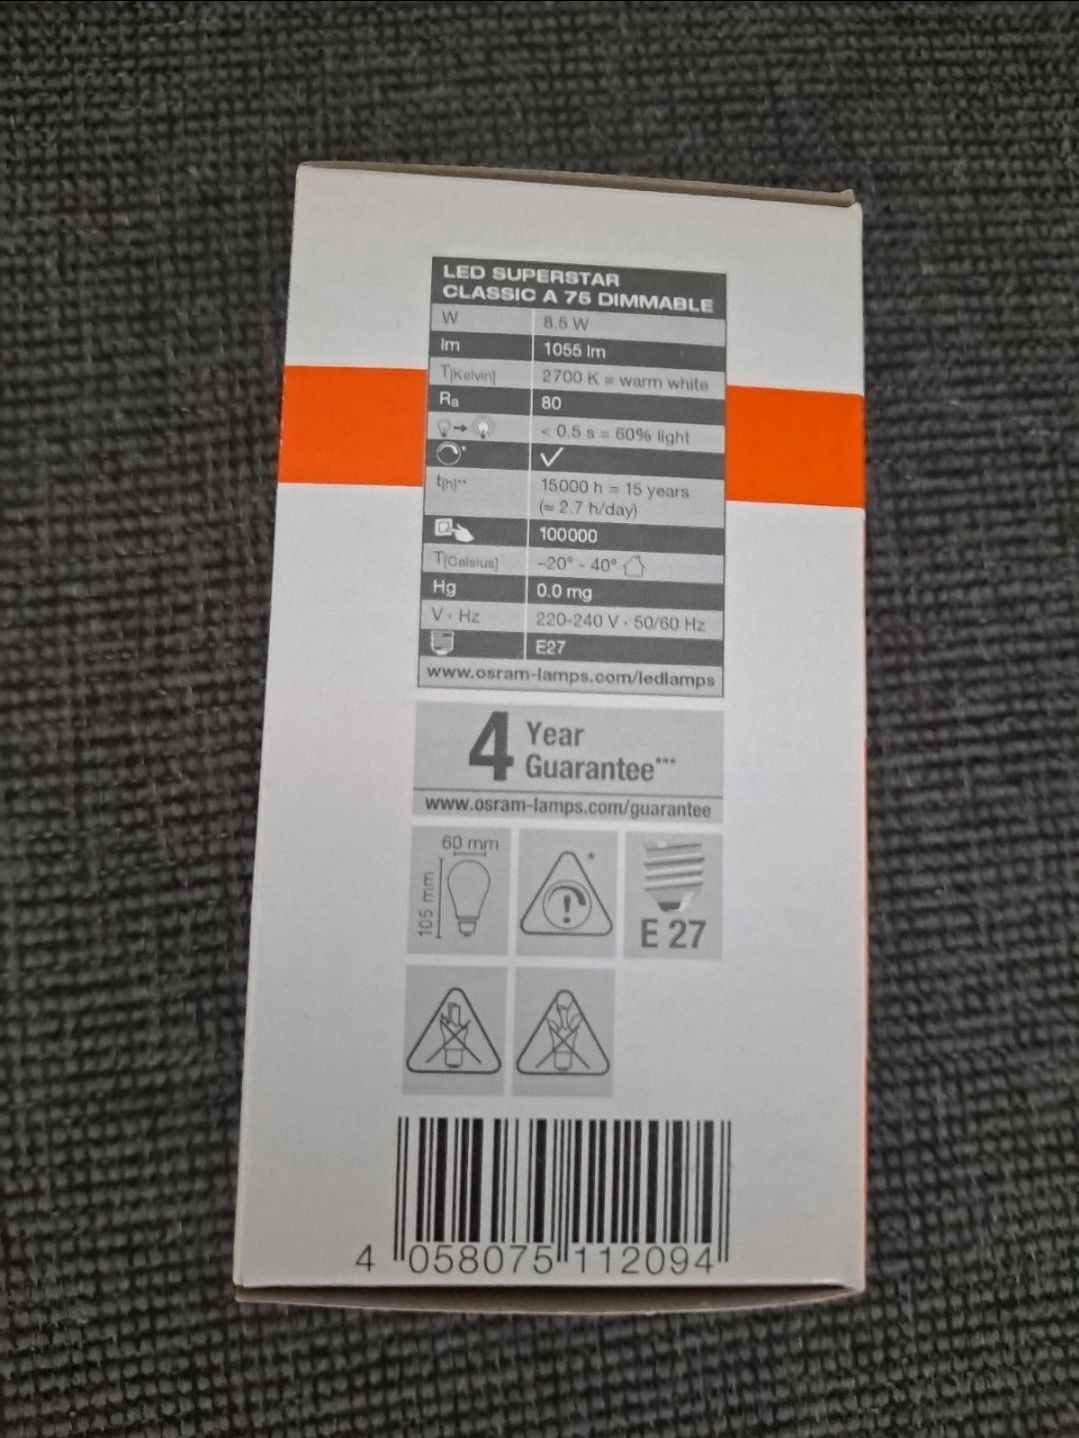 LED SUPERSTAR
CLASSIC A 75 DIMMABLE
W 8.5 W
lm 1055 lm
T[Kelvin] 2700 K = warm white
Ra 80
< 0.5 s = 60% light
* ✓
t[h]** 15000 h = 15 years
(≈ 2.7 h/day)
100000
T[Celsius] –20° - 40°
Hg 0.0 mg
V · Hz 220-240 V · 50/60 Hz
E27
www.osram-lamps.com/ledlamps
4 Year
Guarantee***
www.osram-lamps.com/guarantee
60 mm
105 mm
! *
E 27
4 058075 112094